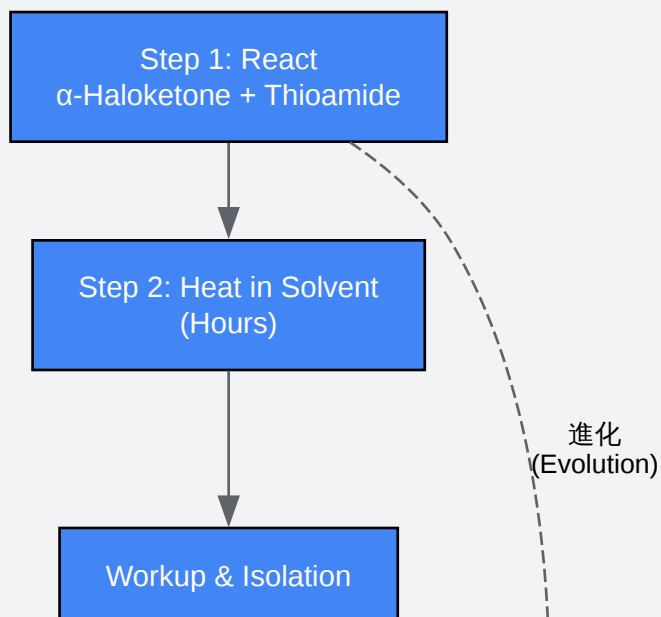 Step 1: React
α-Haloketone + Thioamide
Step 2: Heat in Solvent
(Hours)
進化
(Evolution)
Workup & Isolation